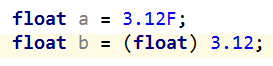 float a = 3.12F;
float b = (float) 3.12;